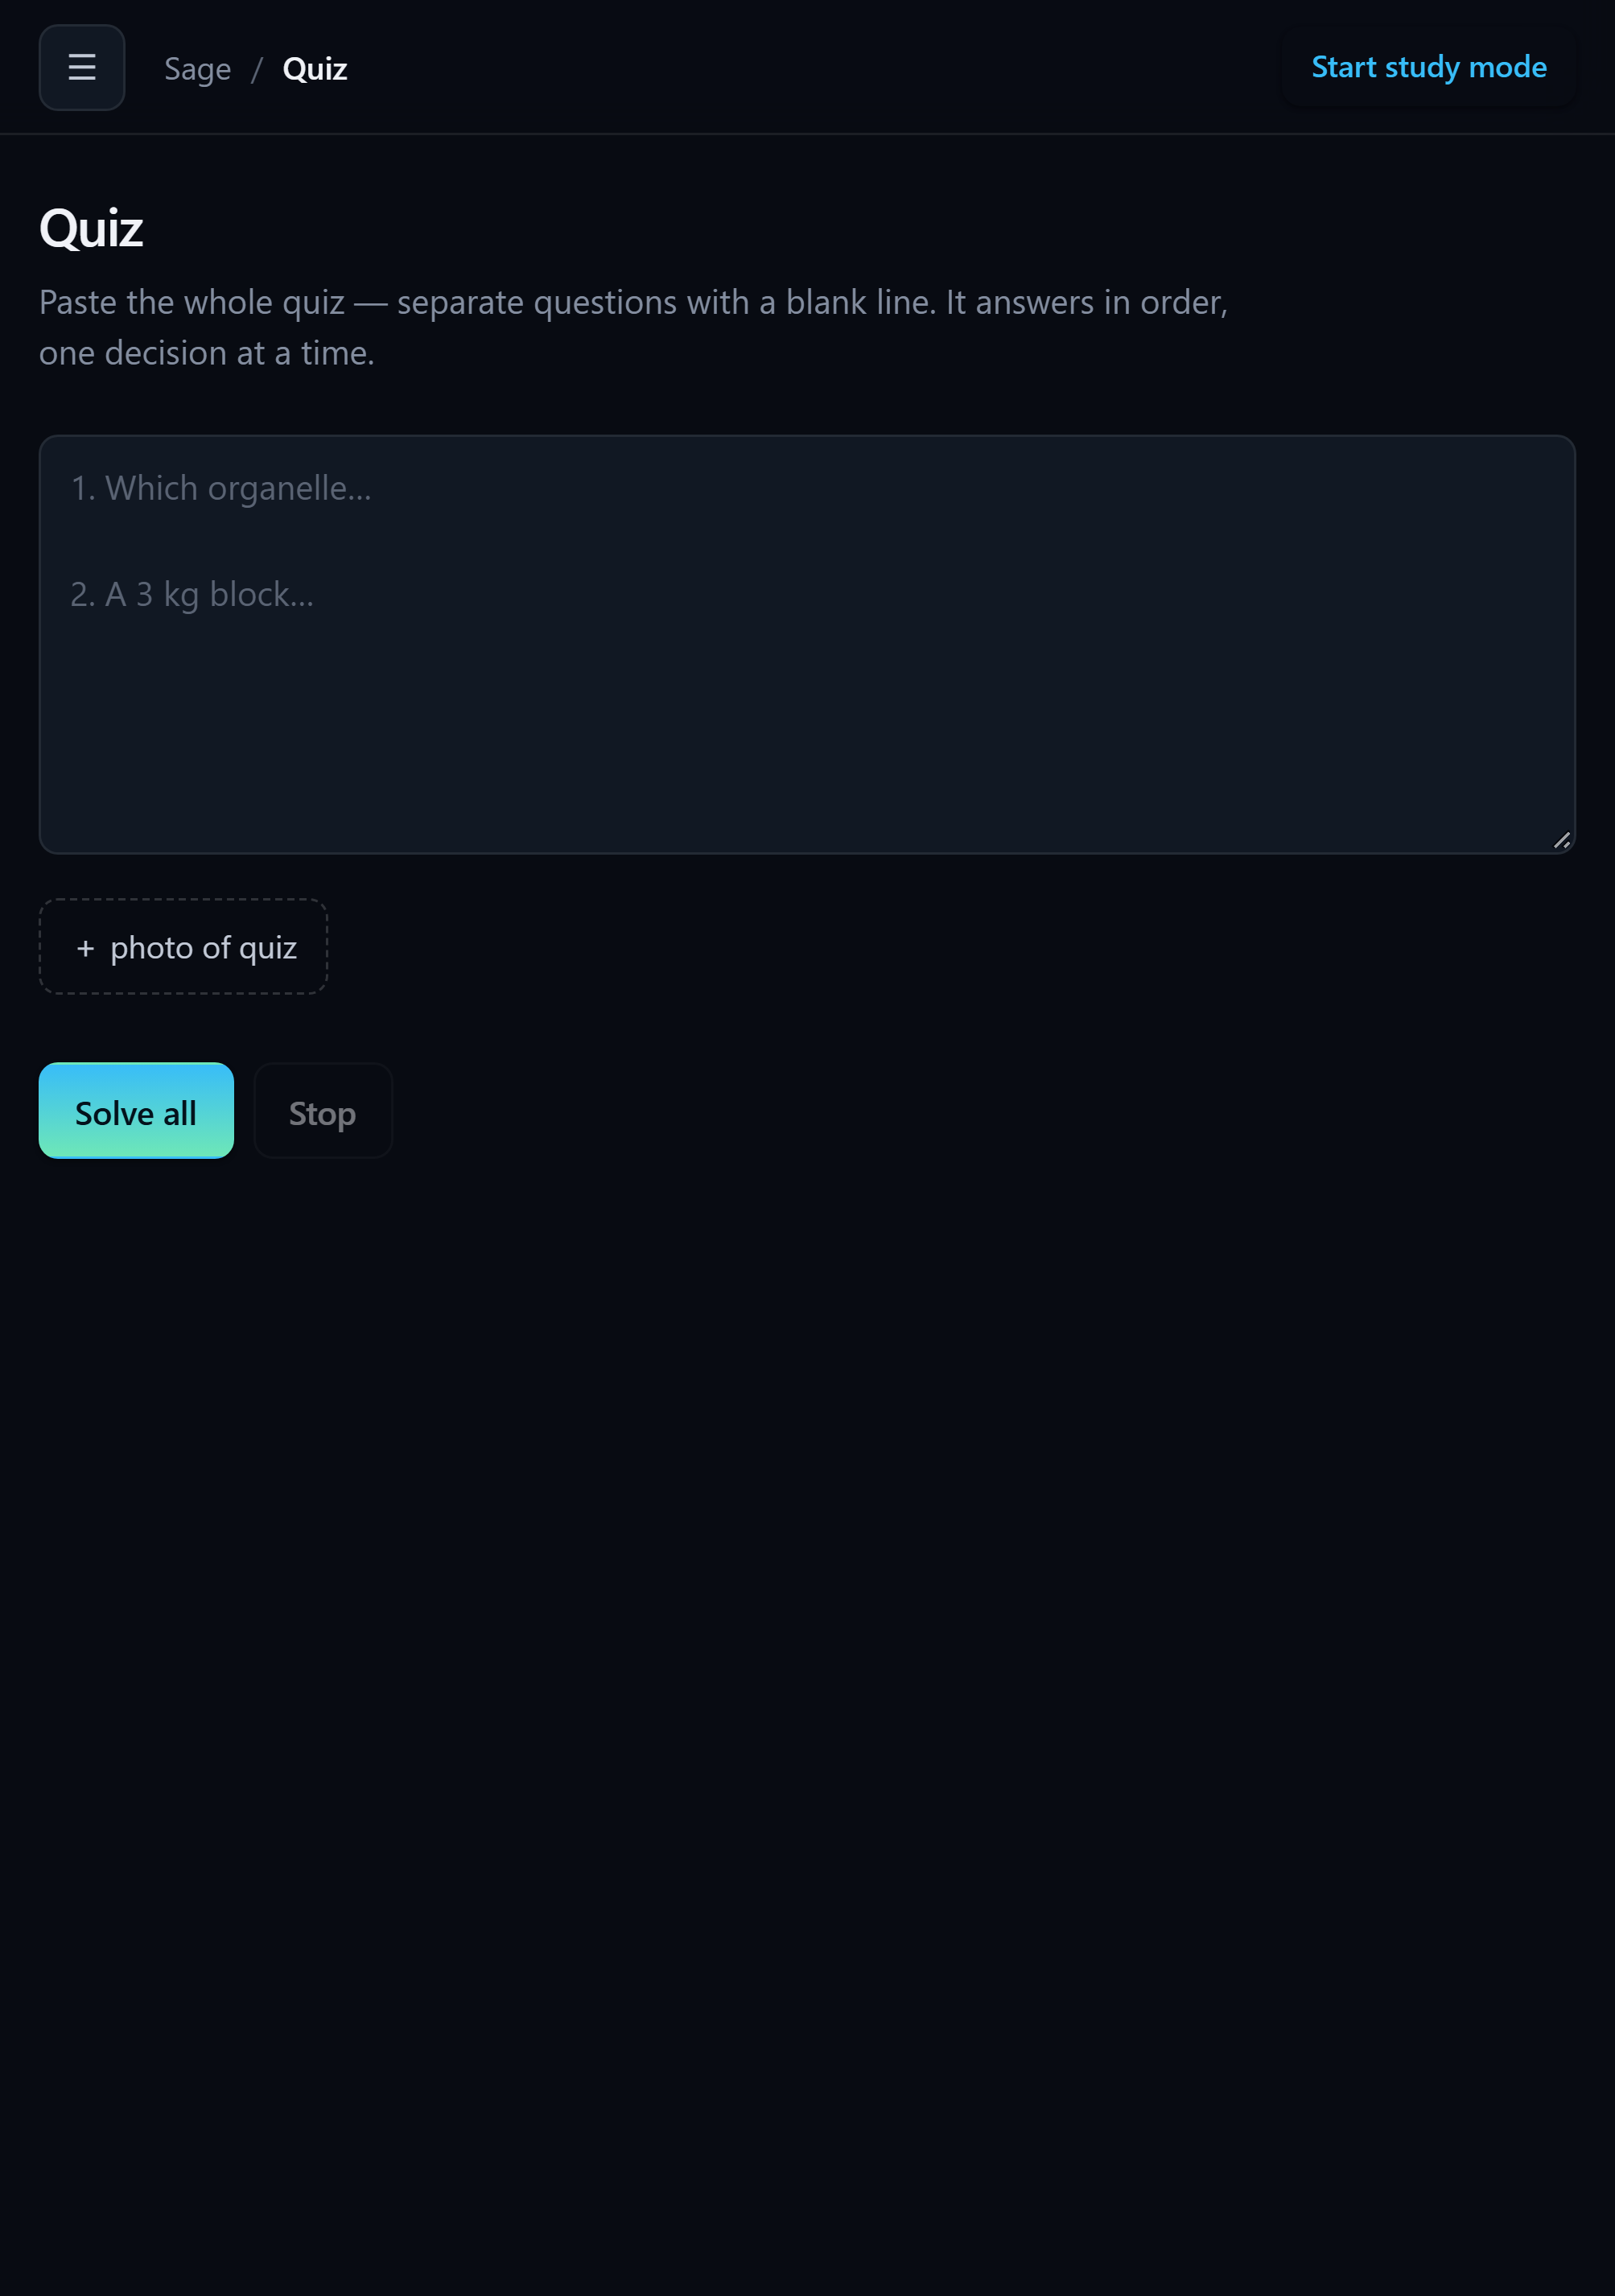 ☰ Sage / Quiz
Start study mode
Quiz
Paste the whole quiz — separate questions with a blank line. It answers in order,
one decision at a time.
1. Which organelle...
2. A 3 kg block...
+ photo of quiz
Solve all
Stop